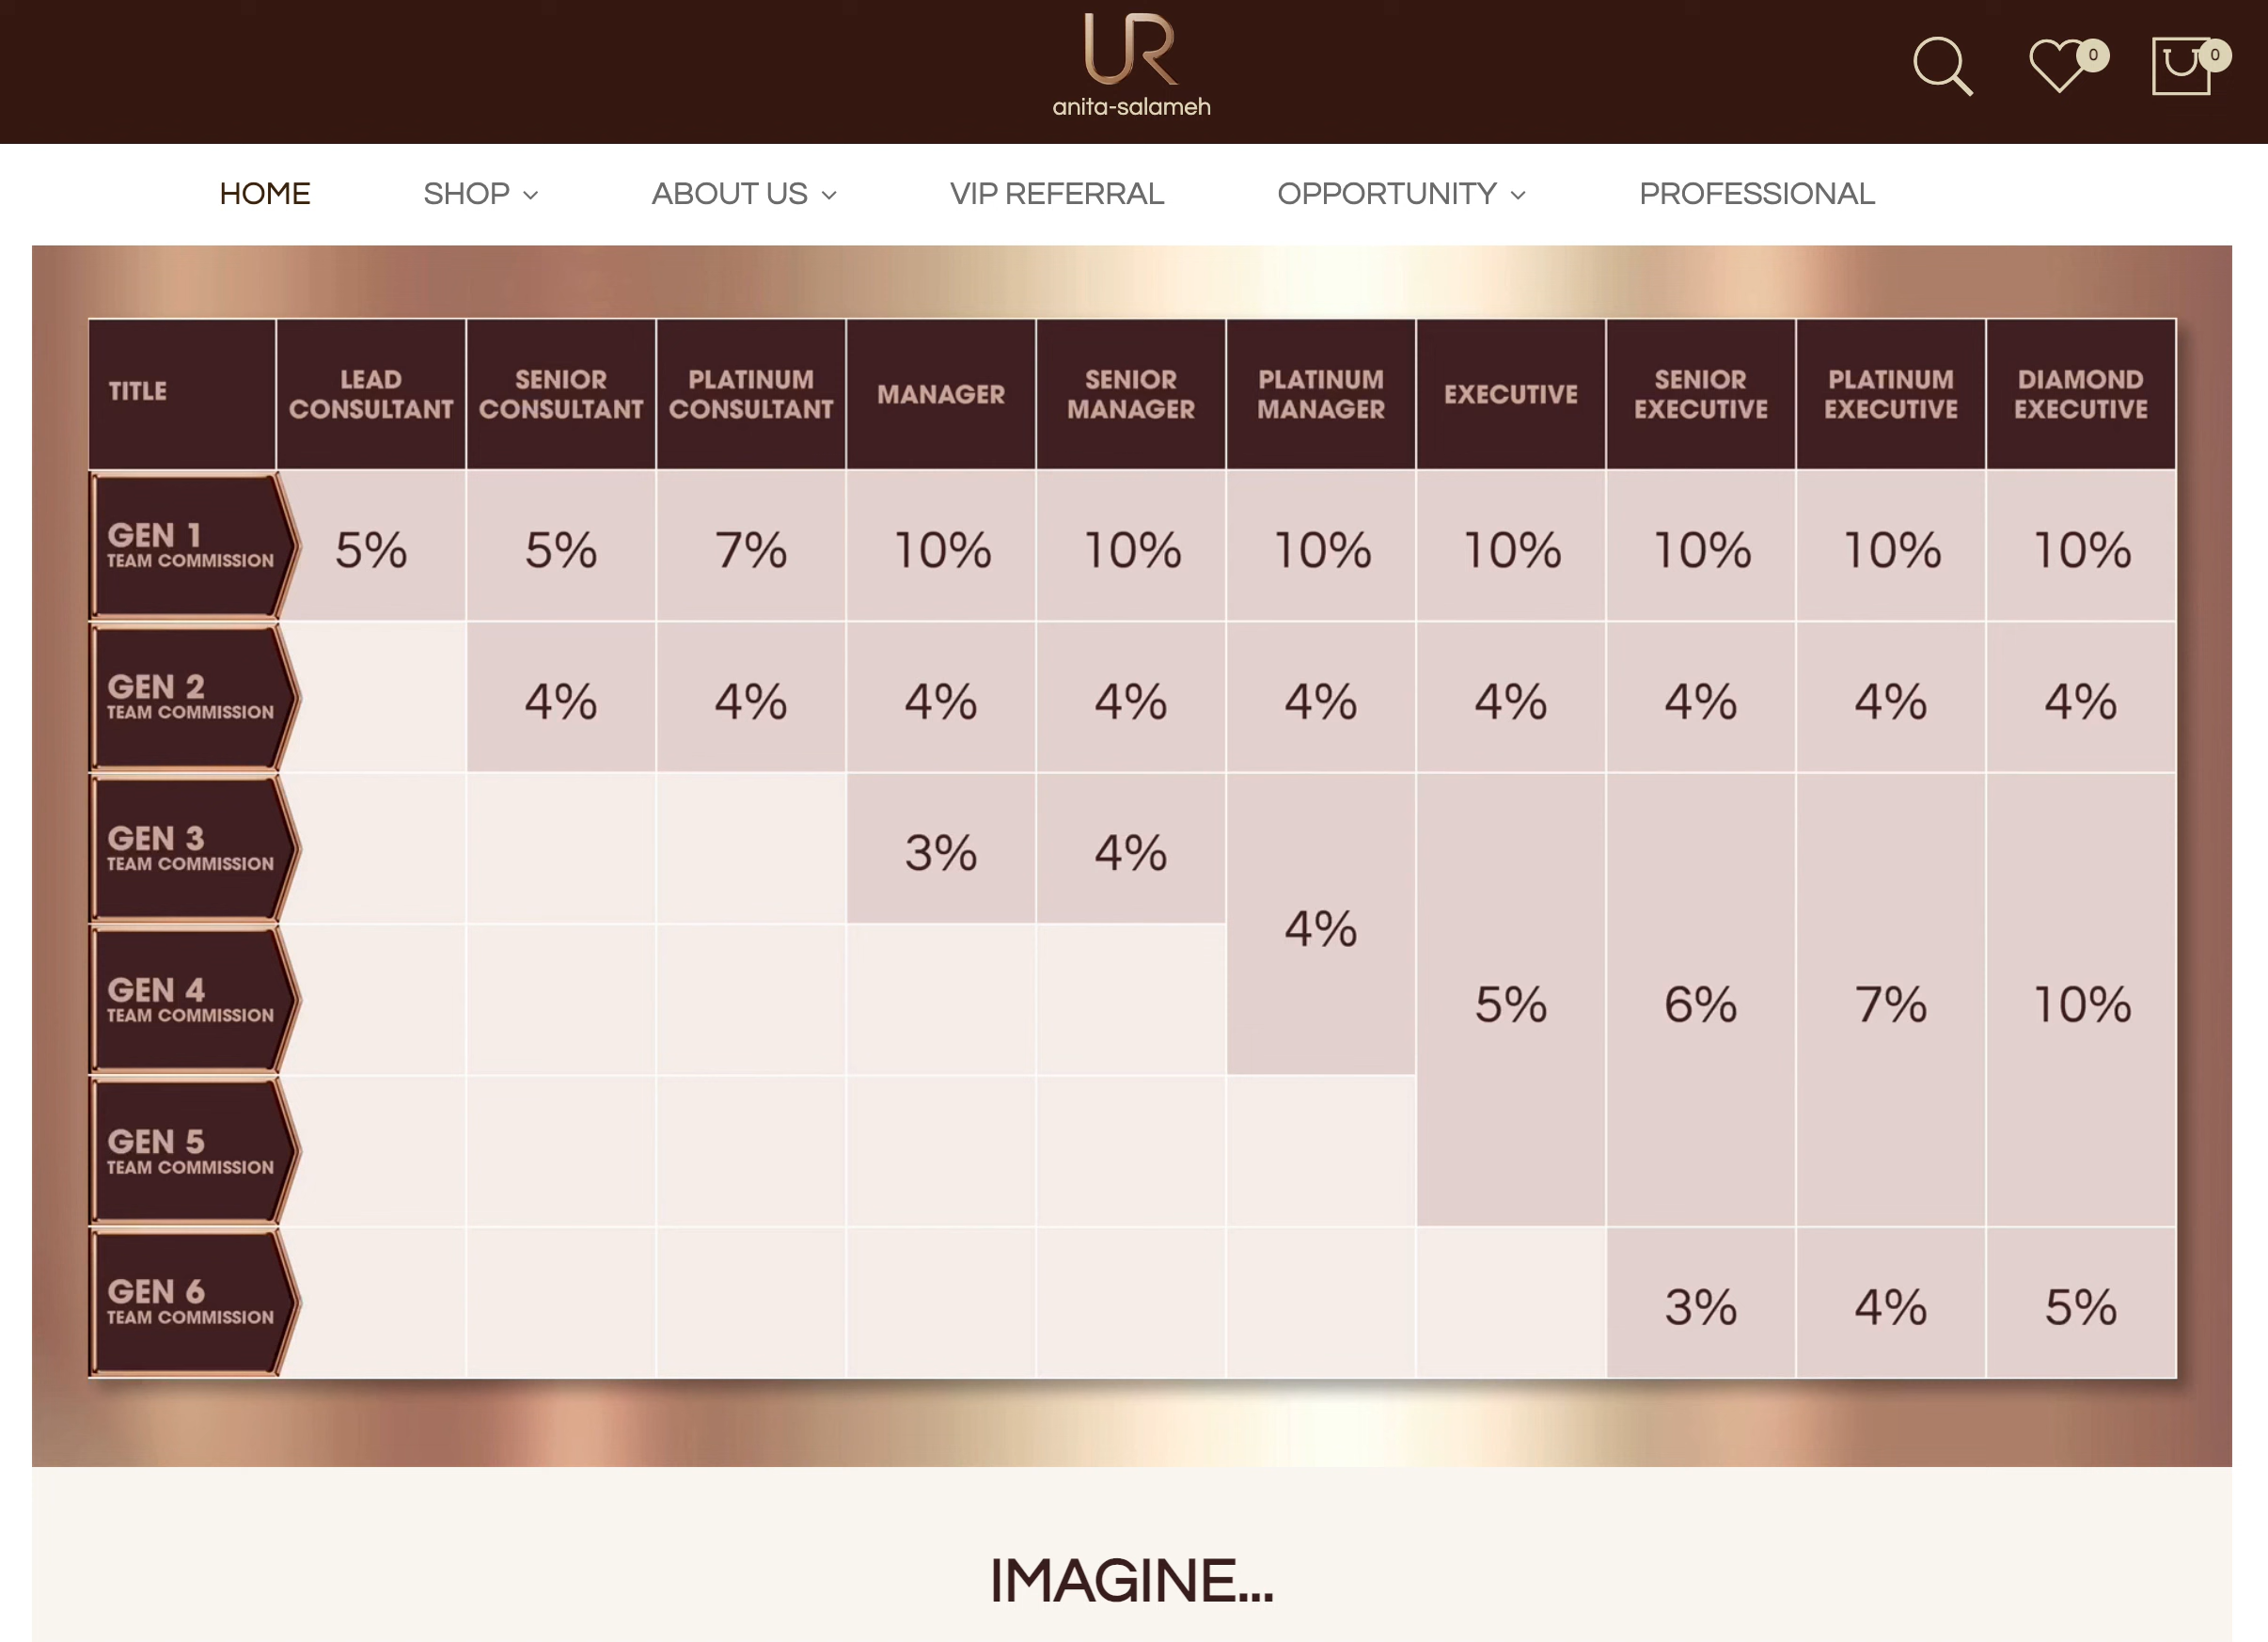 UR
anita-salameh
0
0
HOME SHOP ABOUT US VIP REFERRAL OPPORTUNITY PROFESSIONAL
TITLE LEAD CONSULTANT SENIOR CONSULTANT PLATINUM CONSULTANT MANAGER SENIOR MANAGER PLATINUM MANAGER EXECUTIVE SENIOR EXECUTIVE PLATINUM EXECUTIVE DIAMOND EXECUTIVE
GEN 1
TEAM COMMISSION
5% 5% 7% 10% 10% 10% 10% 10% 10% 10%
GEN 2
TEAM COMMISSION
4% 4% 4% 4% 4% 4% 4% 4% 4%
GEN 3
TEAM COMMISSION
3% 4%
4%
GEN 4
TEAM COMMISSION
5% 6% 7% 10%
GEN 5
TEAM COMMISSION
GEN 6
TEAM COMMISSION
3% 4% 5%
IMAGINE...